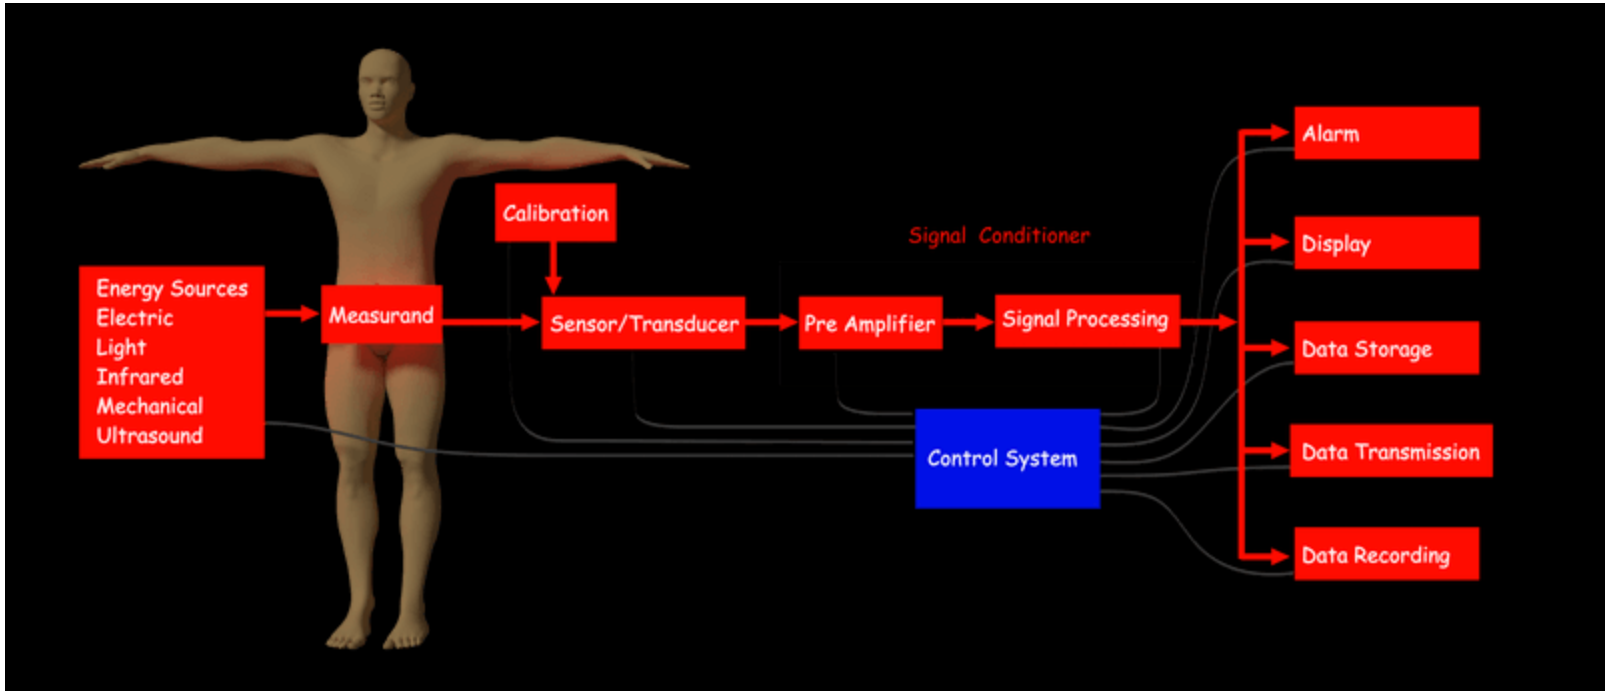 Energy Sources
Electric
Light
Infrared
Mechanical
Ultrasound
Measurand
Calibration
Sensor/Transducer
Signal Conditioner
Pre Amplifier
Signal Processing
Control System
Alarm
Display
Data Storage
Data Transmission
Data Recording